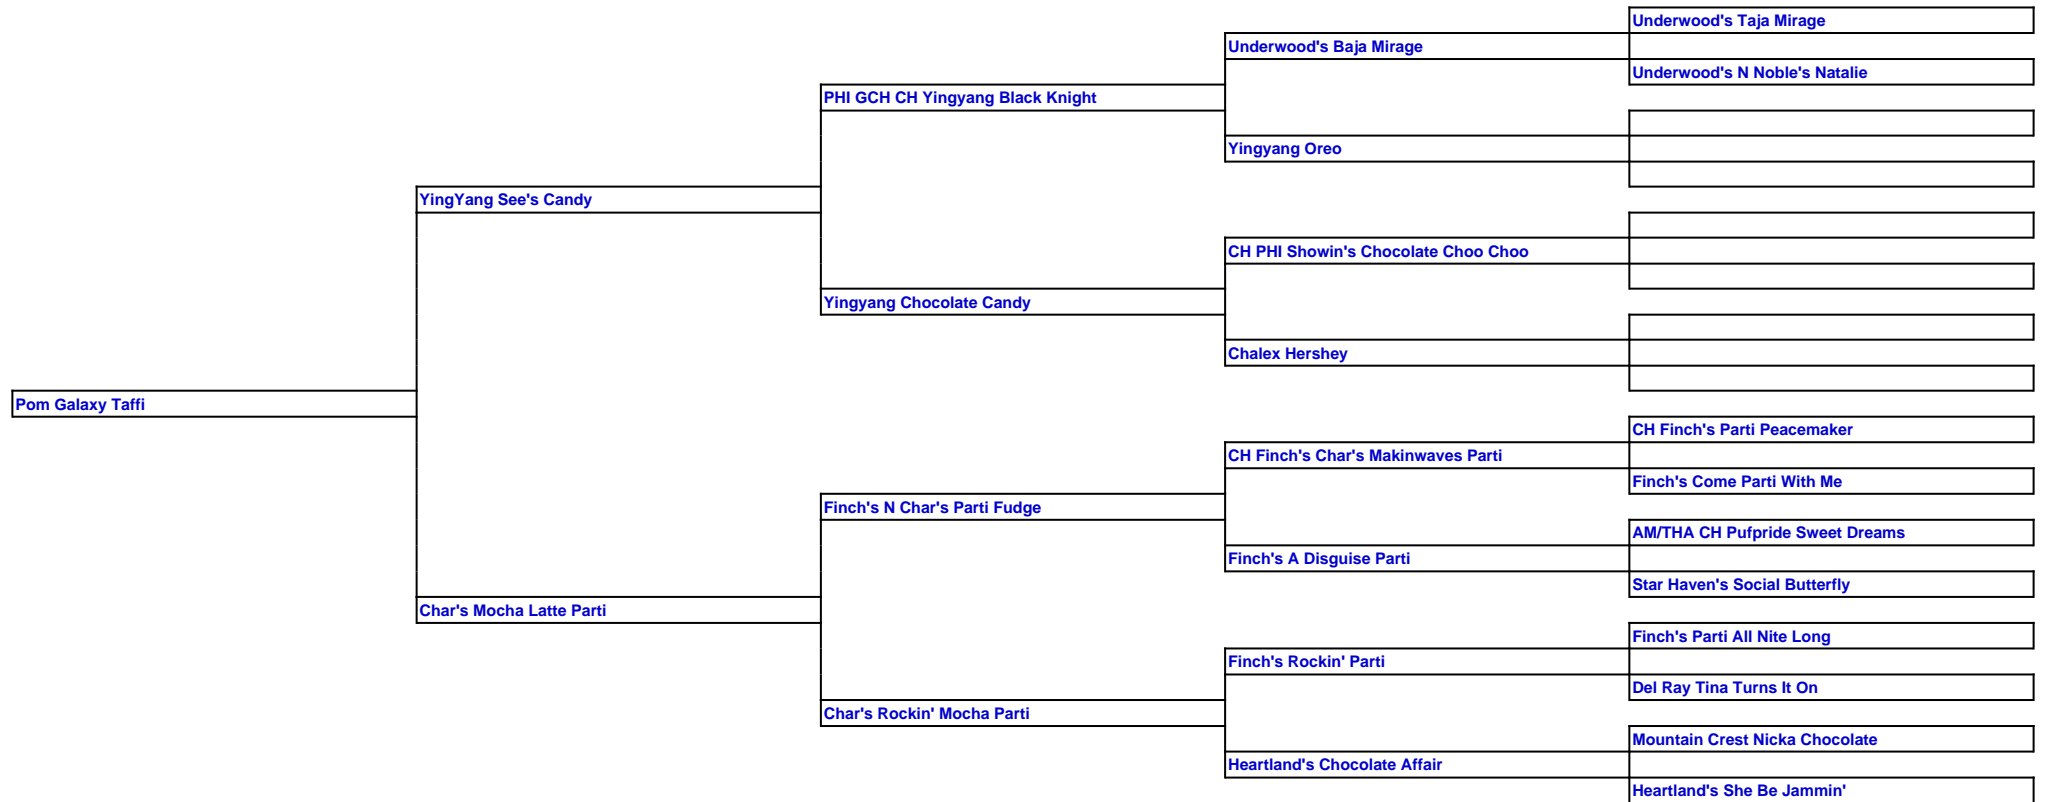 Underwood's Taja Mirage
Underwood's Baja Mirage
Underwood's N Noble's Natalie
PHI GCH CH Yingyang Black Knight
Yingyang Oreo
YingYang See's Candy
CH PHI Showin's Chocolate Choo Choo
Yingyang Chocolate Candy
Chalex Hershey
Pom Galaxy Taffi
CH Finch's Parti Peacemaker
CH Finch's Char's Makinwaves Parti
Finch's Come Parti With Me
Finch's N Char's Parti Fudge
AM/THA CH Pufpride Sweet Dreams
Finch's A Disguise Parti
Star Haven's Social Butterfly
Char's Mocha Latte Parti
Finch's Parti All Nite Long
Finch's Rockin' Parti
Del Ray Tina Turns It On
Char's Rockin' Mocha Parti
Mountain Crest Nicka Chocolate
Heartland's Chocolate Affair
Heartland's She Be Jammin'